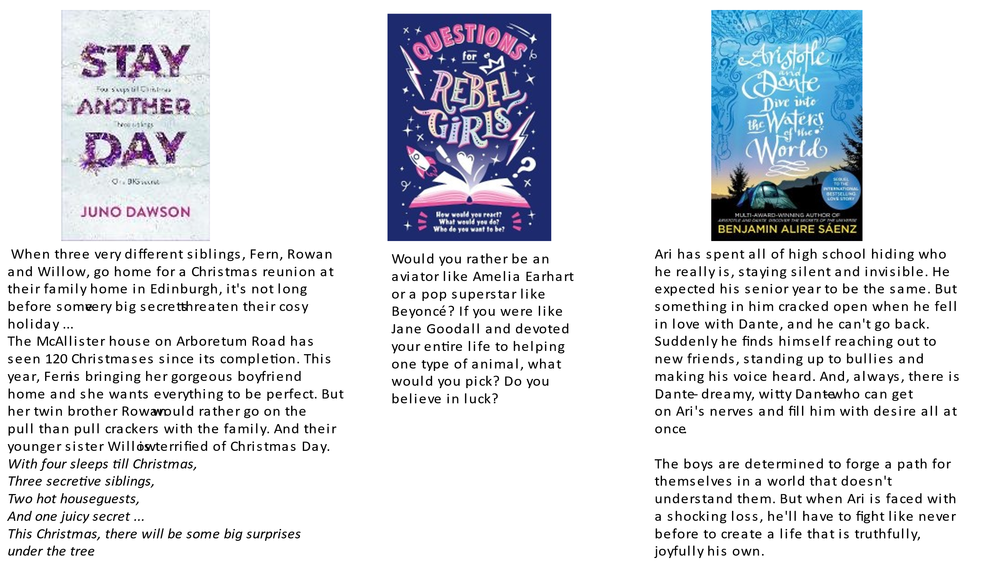 STAY
Four sleeps till Christmas
ANOTHER
Three siblings
DAY
One BIG secret
JUNO DAWSON
When three very different siblings, Fern, Rowan
and Willow, go home for a Christmas reunion at
their family home in Edinburgh, it's not long
before some very big secrets threaten their cosy
holiday ...
The McAllister house on Arboretum Road has
seen 120 Christmases since its completion. This
year, Fern is bringing her gorgeous boyfriend
home and she wants everything to be perfect. But
her twin brother Rowan would rather go on the
pull than pull crackers with the family. And their
younger sister Willow is terrified of Christmas Day.
With four sleeps till Christmas,
Three secretive siblings,
Two hot houseguests,
And one juicy secret ...
This Christmas, there will be some big surprises
under the tree.
QUESTIONS
for
REBEL
GIRLS
How would you react?
What would you do?
Who do you want to be?
Would you rather be an
aviator like Amelia Earhart
or a pop superstar like
Beyoncé? If you were like
Jane Goodall and devoted
your entire life to helping
one type of animal, what
would you pick? Do you
believe in luck?
Aristotle
and
Dante
Dive into
the Waters
of the
World
SEQUEL
TO THE
INTERNATIONAL
BESTSELLING
LOVE STORY
MULTI-AWARD-WINNING AUTHOR OF
ARISTOTLE AND DANTE DISCOVER THE SECRETS OF THE UNIVERSE
BENJAMIN ALIRE SÁENZ
Ari has spent all of high school hiding who
he really is, staying silent and invisible. He
expected his senior year to be the same. But
something in him cracked open when he fell
in love with Dante, and he can't go back.
Suddenly he finds himself reaching out to
new friends, standing up to bullies and
making his voice heard. And, always, there is
Dante - dreamy, witty Dante - who can get
on Ari's nerves and fill him with desire all at
once.
The boys are determined to forge a path for
themselves in a world that doesn't
understand them. But when Ari is faced with
a shocking loss, he'll have to fight like never
before to create a life that is truthfully,
joyfully his own.